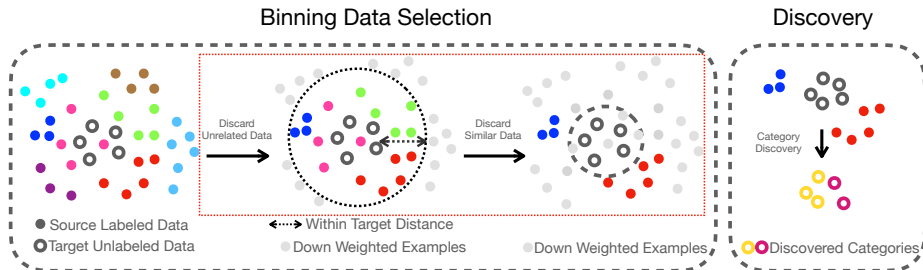 Binning Data Selection
Discovery
Discard
Unrelated Data
Discard
Similar Data
Category
Discovery
Source Labeled Data
Target Unlabeled Data
Within Target Distance
Down Weighted Examples
Down Weighted Examples
Discovered Categories